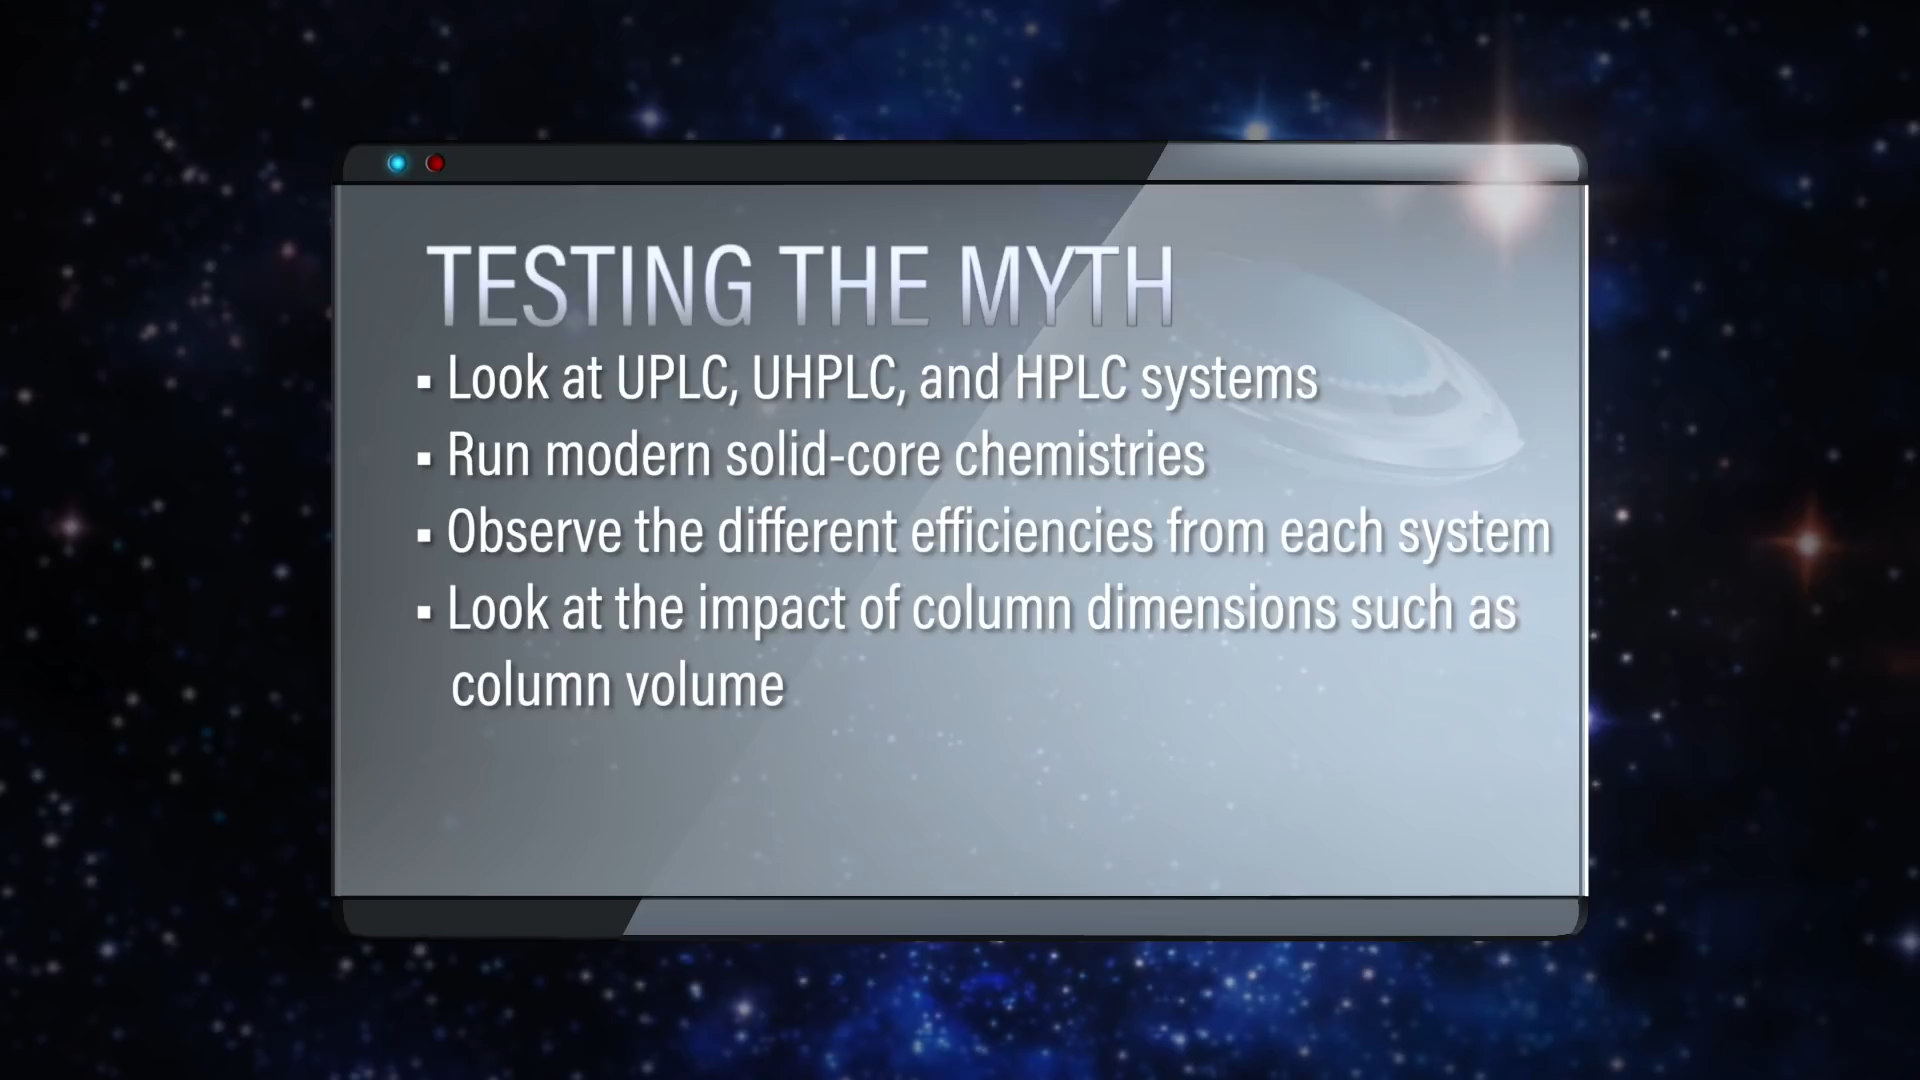 TESTING THE MYTH
▪ Look at UPLC, UHPLC, and HPLC systems
▪ Run modern solid-core chemistries
▪ Observe the different efficiencies from each system
▪ Look at the impact of column dimensions such as
column volume